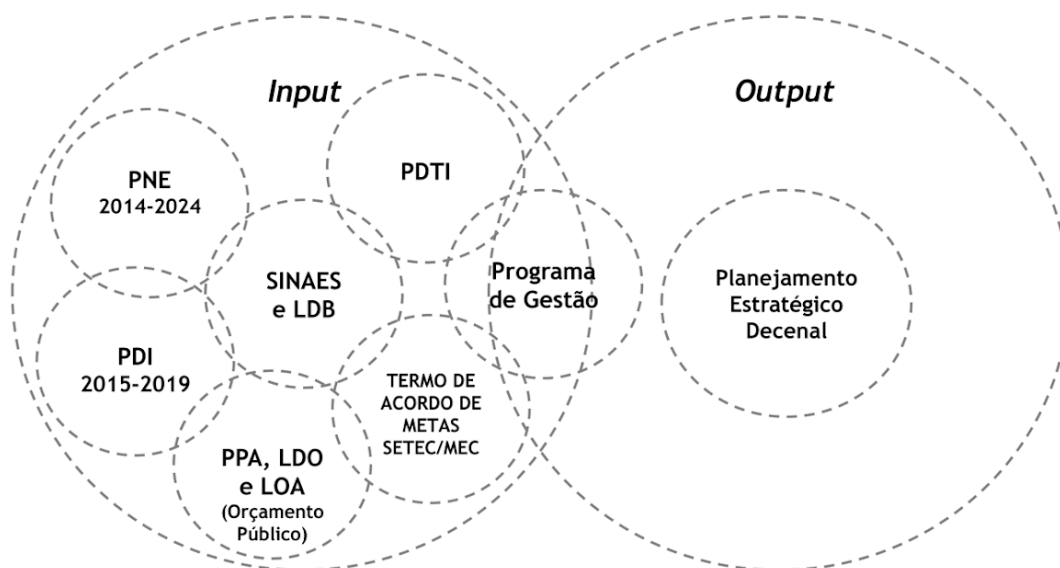 Input
Output
PDTI
PNE
2014-2024
SINAES
e LDB
Programa
de Gestão
Planejamento
Estratégico
Decenal
PDI
2015-2019
TERMO DE
ACORDO DE
METAS
SETEC/MEC
PPA, LDO
e LOA
(Orçamento
Público)